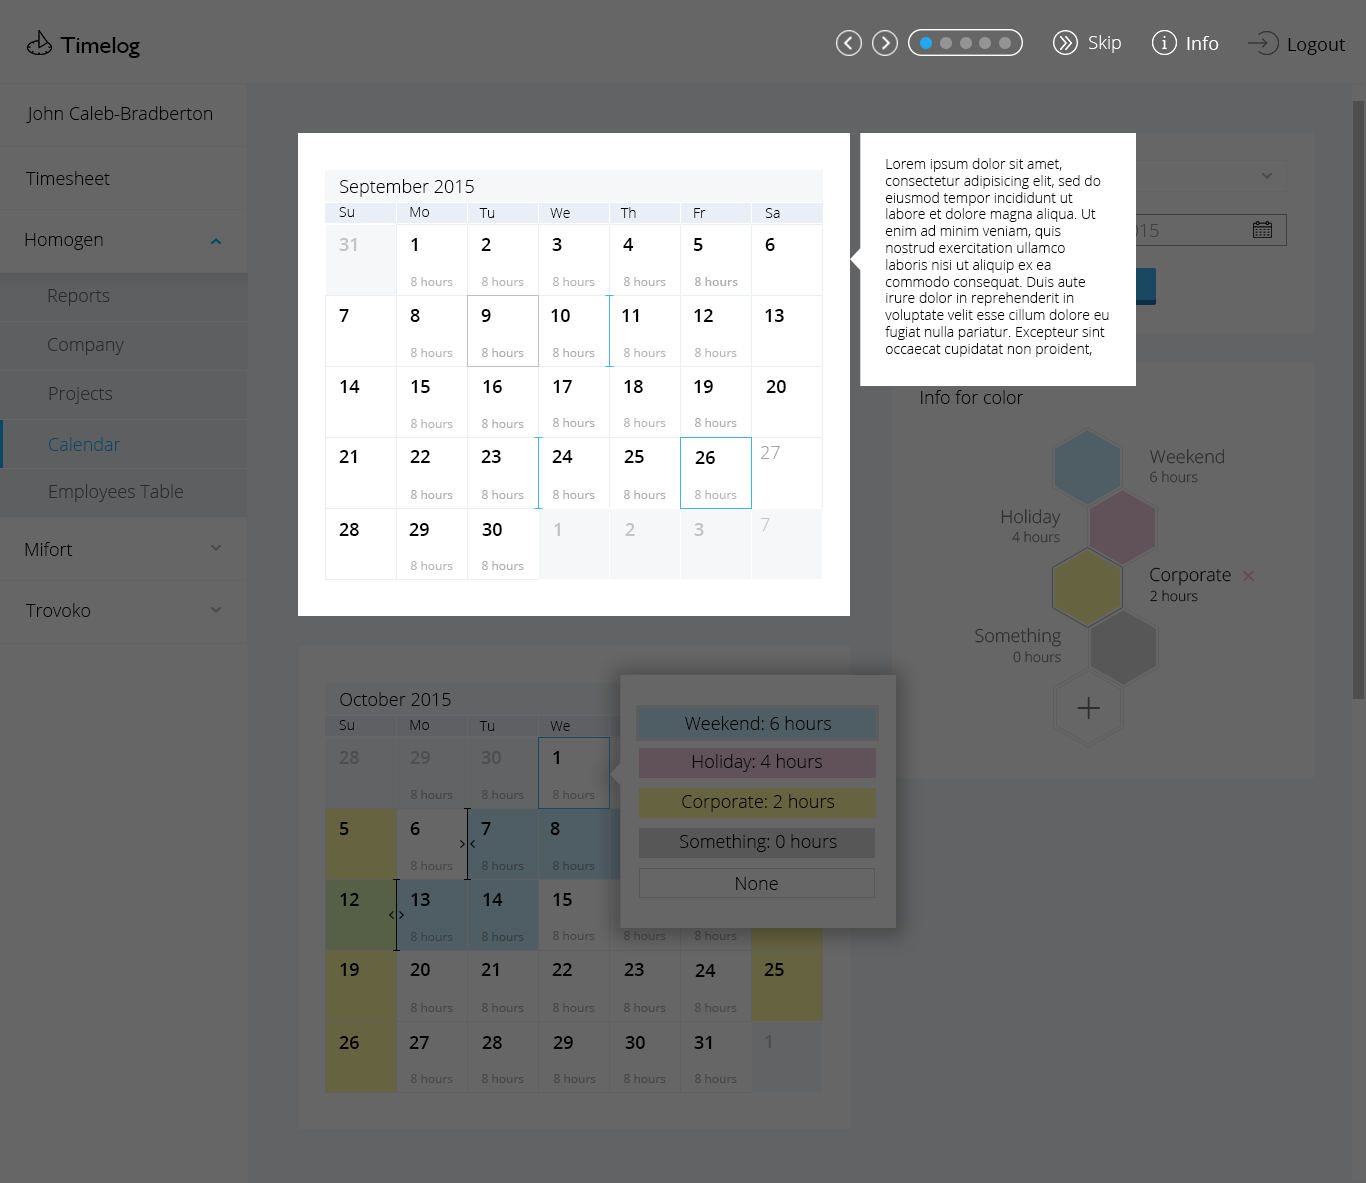 Timelog
Skip
Info
Logout
John Caleb-Bradberton
Timesheet
Homogen
Reports
Company
Projects
Calendar
Employees Table
Mifort
Trovoko
September 2015
Su Mo Tu We Th Fr Sa
31 1 2 3 4 5 6
8 hours 8 hours 8 hours 8 hours 8 hours
7 8 9 10 11 12 13
8 hours 8 hours 8 hours 8 hours 8 hours
14 15 16 17 18 19 20
8 hours 8 hours 8 hours 8 hours 8 hours
21 22 23 24 25 26 27
8 hours 8 hours 8 hours 8 hours 8 hours
28 29 30 1 2 3 7
8 hours 8 hours
Lorem ipsum dolor sit amet,
consectetur adipisicing elit, sed do
eiusmod tempor incididunt ut
labore et dolore magna aliqua. Ut
enim ad minim veniam, quis
nostrud exercitation ullamco
laboris nisi ut aliquip ex ea
commodo consequat. Duis aute
irure dolor in reprehenderit in
voluptate velit esse cillum dolore eu
fugiat nulla pariatur. Excepteur sint
occaecat cupidatat non proident,
Info for color
Weekend
6 hours
Holiday
4 hours
Corporate
2 hours
Something
0 hours
October 2015
Su Mo Tu We
28 29 30 1
8 hours 8 hours 8 hours
5 6 7 8
8 hours 8 hours 8 hours
12 13 14 15
8 hours 8 hours 8 hours 8 hours 8 hours
19 20 21 22 23 24 25
8 hours 8 hours 8 hours 8 hours 8 hours
26 27 28 29 30 31 1
8 hours 8 hours 8 hours 8 hours 8 hours
Weekend: 6 hours
Holiday: 4 hours
Corporate: 2 hours
Something: 0 hours
None